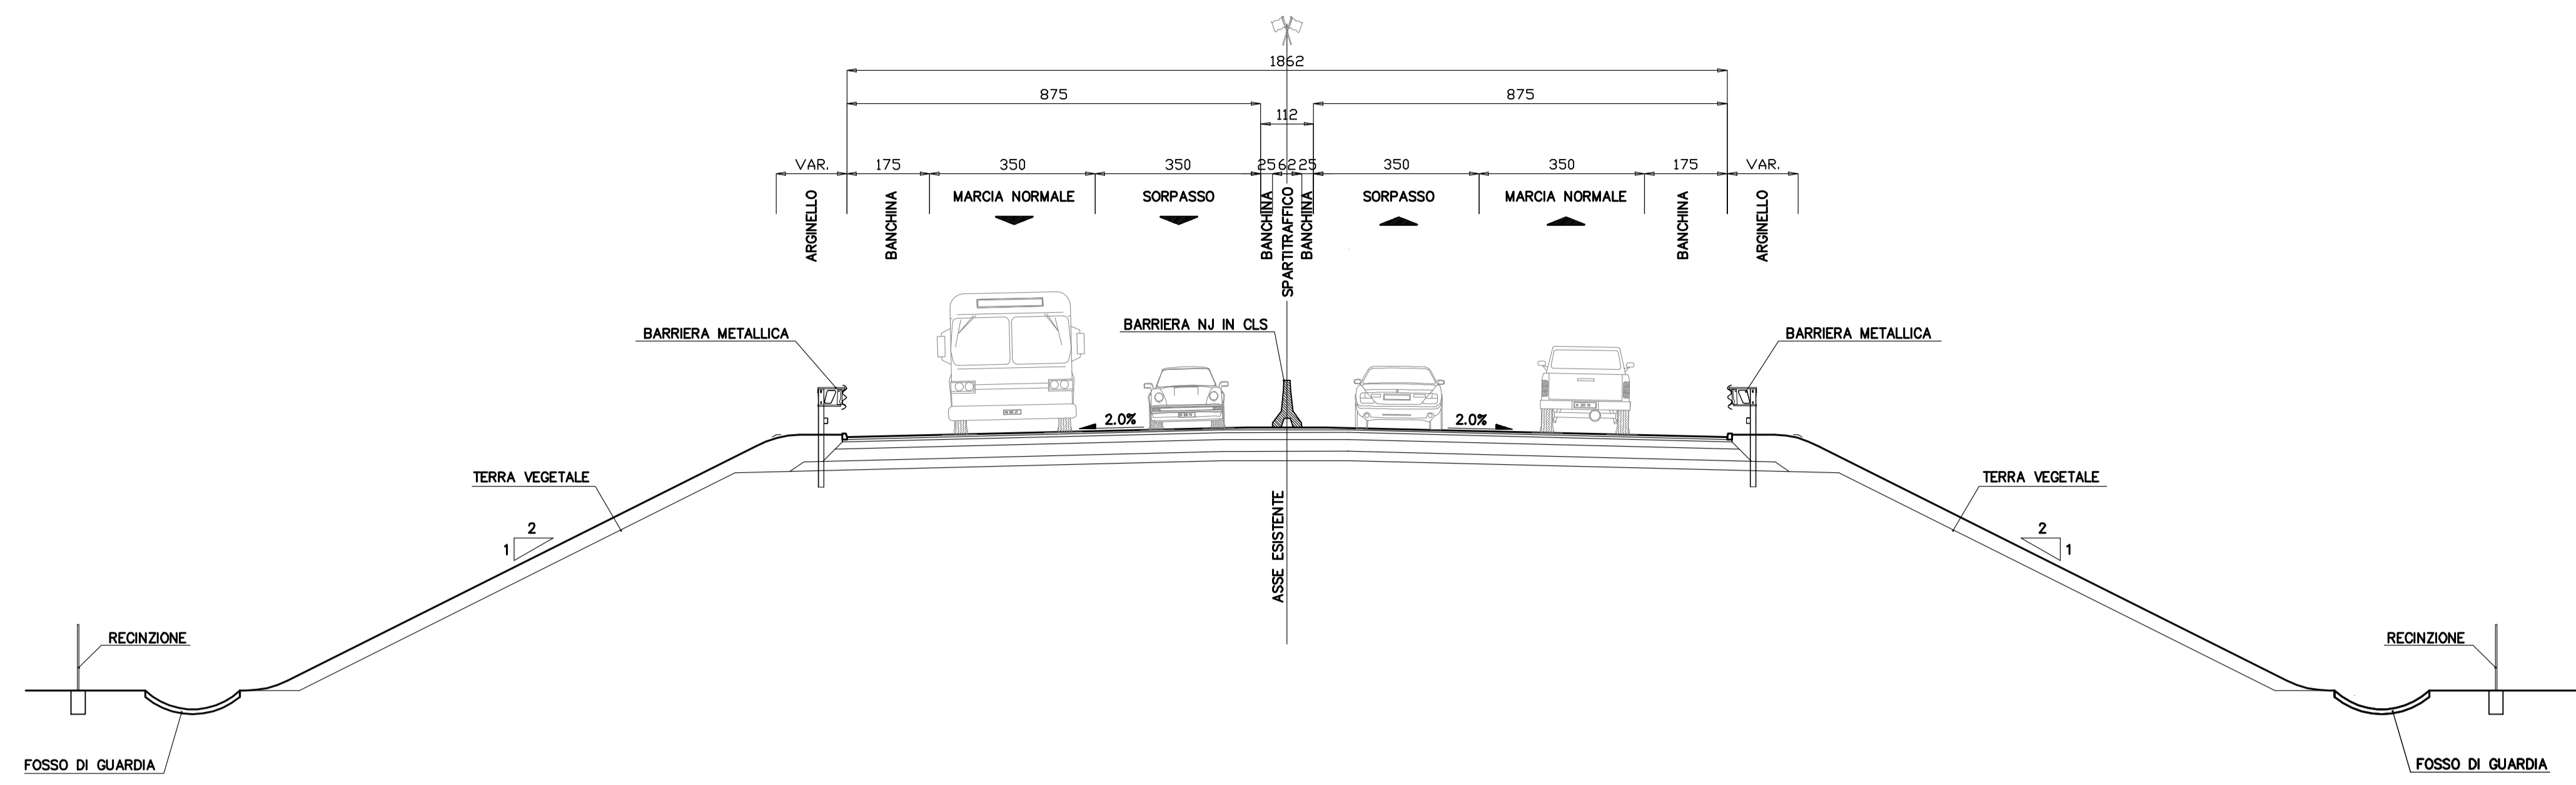 1862
875
875
112
VAR.
175
350
350
25
62
25
350
350
175
VAR.
ARGINELLO
BANCHINA
MARCIA NORMALE
SORPASSO
BANCHINA
SPARTITRAFFICO
BANCHINA
SORPASSO
MARCIA NORMALE
BANCHINA
ARGINELLO
BARRIERA METALLICA
BARRIERA NJ IN CLS
BARRIERA METALLICA
2.0%
2.0%
TERRA VEGETALE
TERRA VEGETALE
2
1
2
1
ASSE ESISTENTE
RECINZIONE
RECINZIONE
FOSSO DI GUARDIA
FOSSO DI GUARDIA